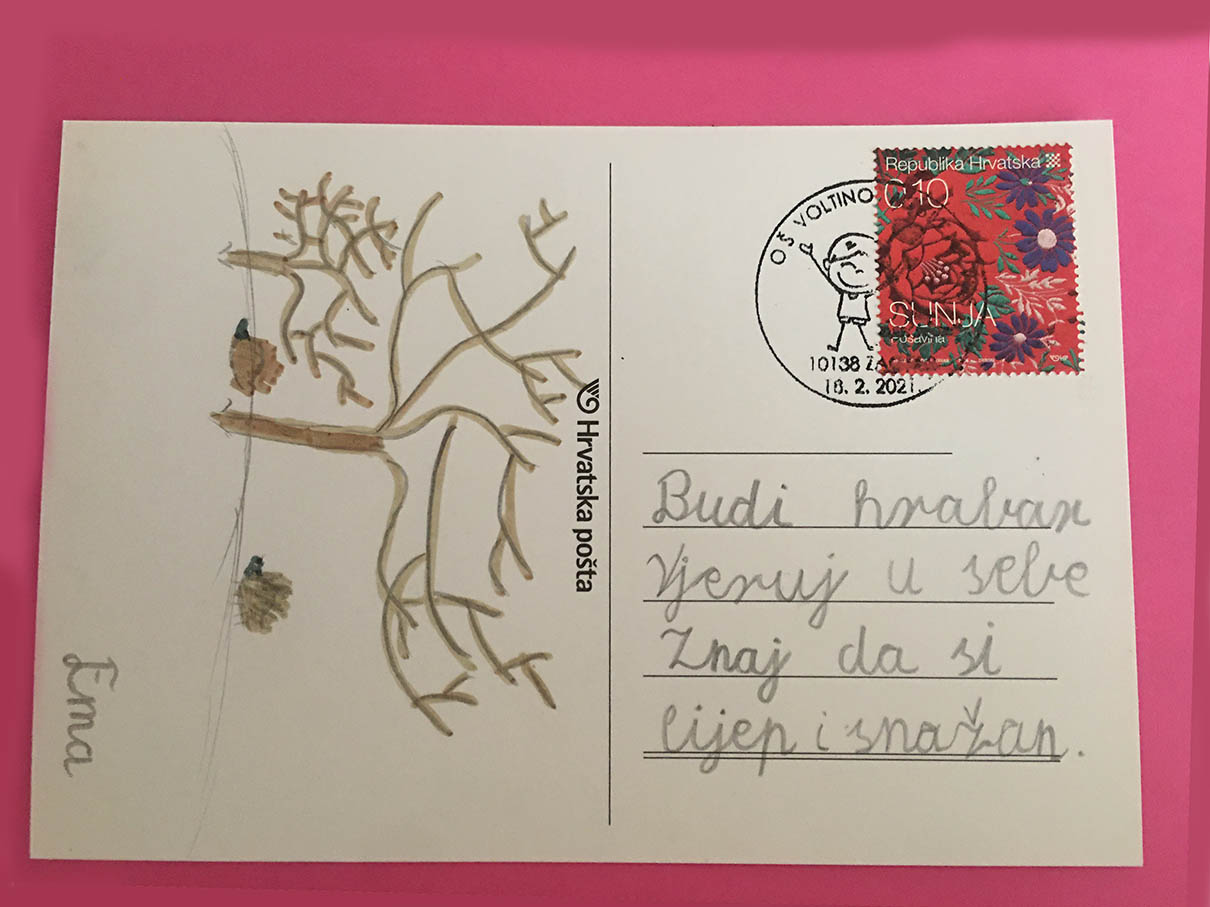 Republika Hrvatska
0.10
OŠ VOLTINO
SUNJA
Posavina
10138
18. 2. 2021.
Hrvatska pošta
Budi hrabar
Vjeruj u sebe
Znaj da si
lijep i snažan.
Ema